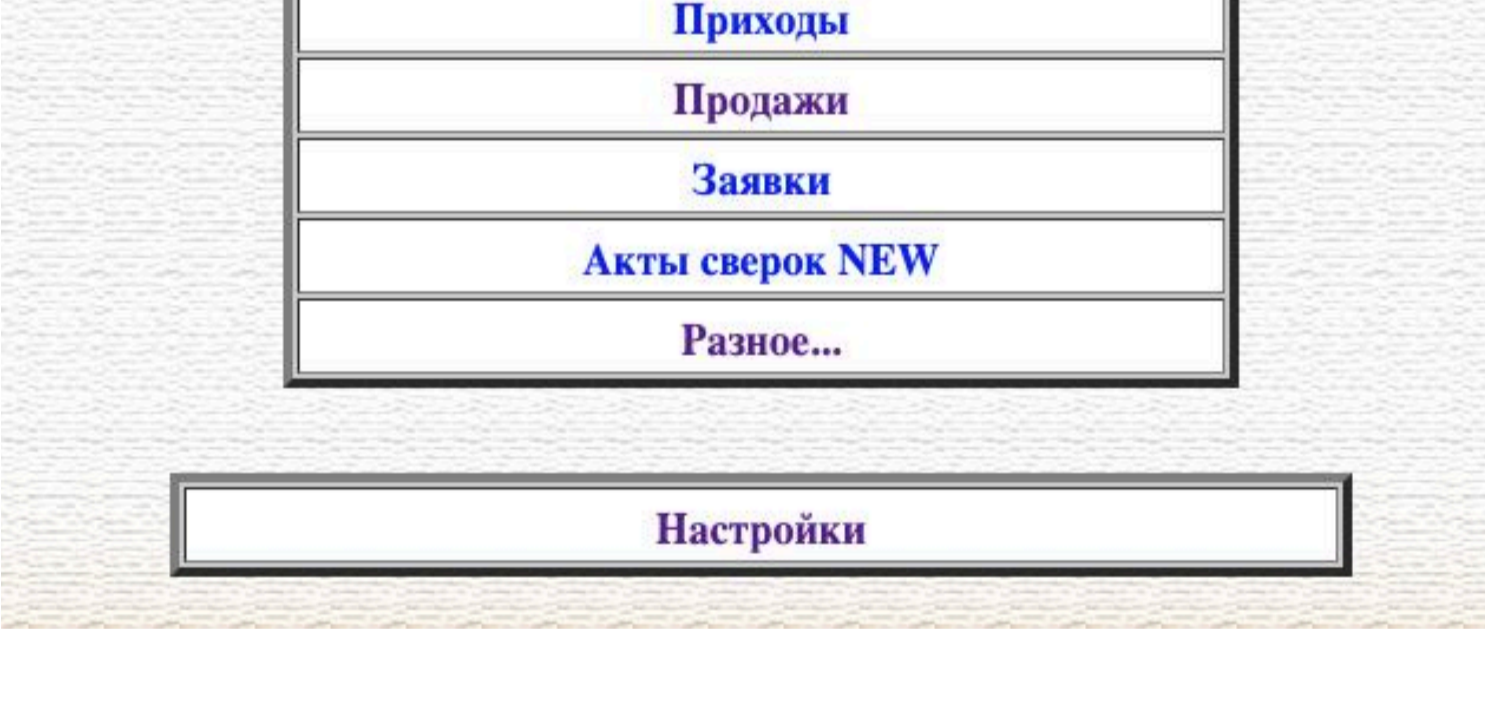 Приходы
Продажи
Заявки
Акты сверок NEW
Разное...
Настройки